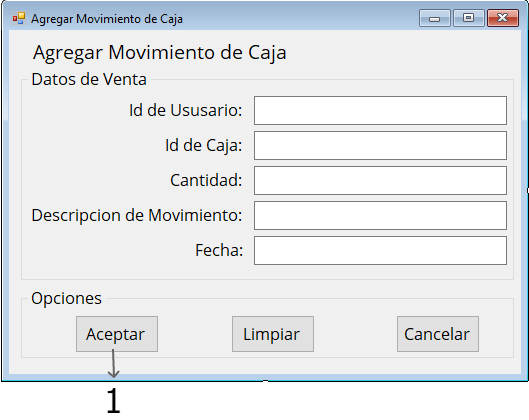 Agregar Movimiento de Caja
Agregar Movimiento de Caja
Datos de Venta
Id de Ususario:
Id de Caja:
Cantidad:
Descripcion de Movimiento:
Fecha:
Opciones
Aceptar Limpiar Cancelar
1